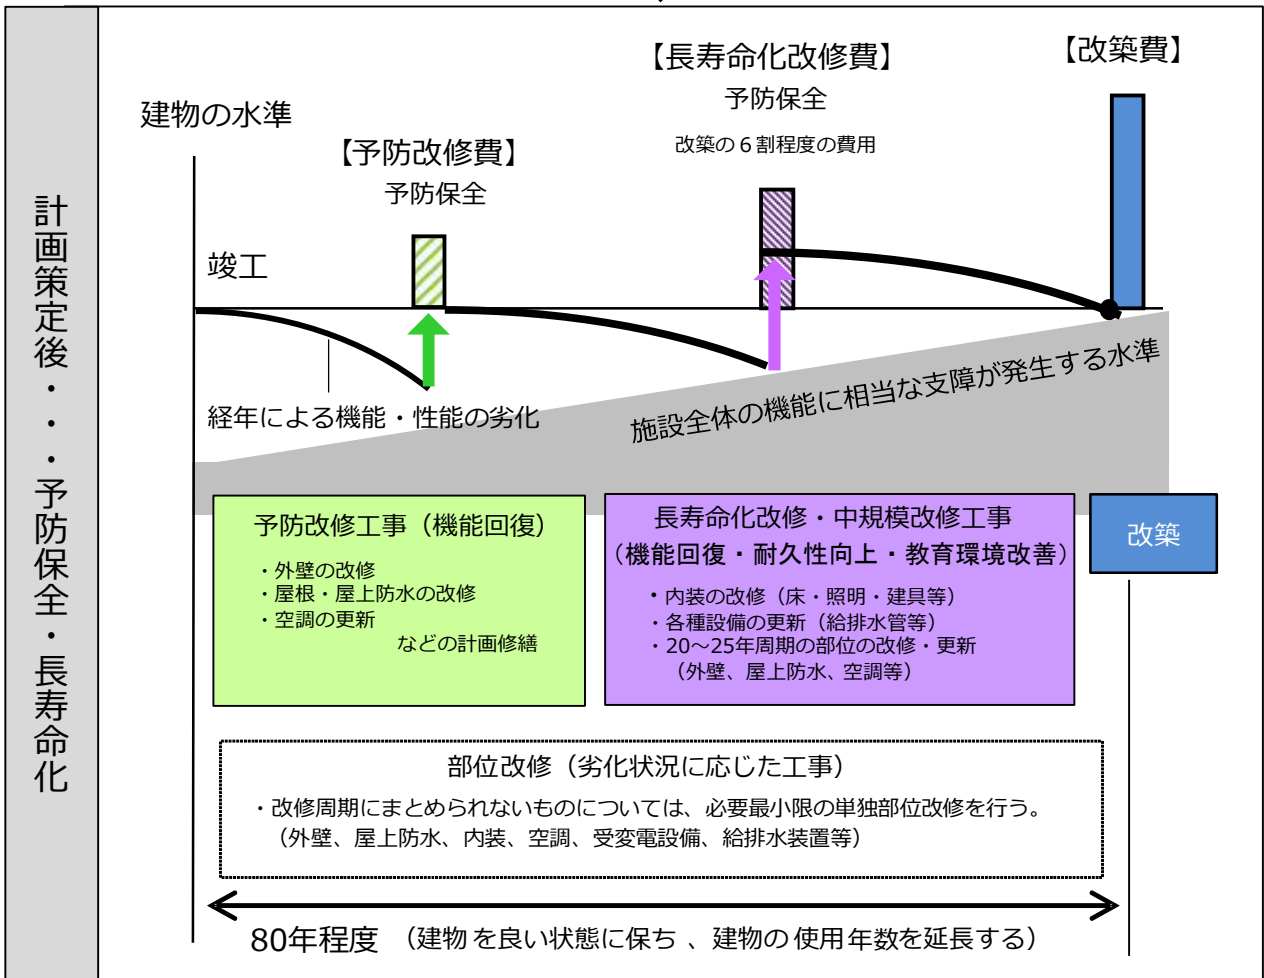 計画策定後・・・予防保全・長寿命化
【改築費】
【長寿命化改修費】
予防保全
改築の６割程度の費用
建物の水準
【予防改修費】
予防保全
竣工
経年による機能・性能の劣化
施設全体の機能に相当な支障が発生する水準
予防改修工事（機能回復）
・外壁の改修
・屋根・屋上防水の改修
・空調の更新
などの計画修繕
長寿命化改修・中規模改修工事
（機能回復・耐久性向上・教育環境改善）
・内装の改修（床・照明・建具等）
・各種設備の更新（給排水管等）
・20～25年周期の部位の改修・更新
（外壁、屋上防水、空調等）
改築
部位改修（劣化状況に応じた工事）
・改修周期にまとめられないものについては、必要最小限の単独部位改修を行う。
（外壁、屋上防水、内装、空調、受変電設備、給排水装置等）
80年程度 （建物を良い状態に保ち、建物の使用年数を延長する）